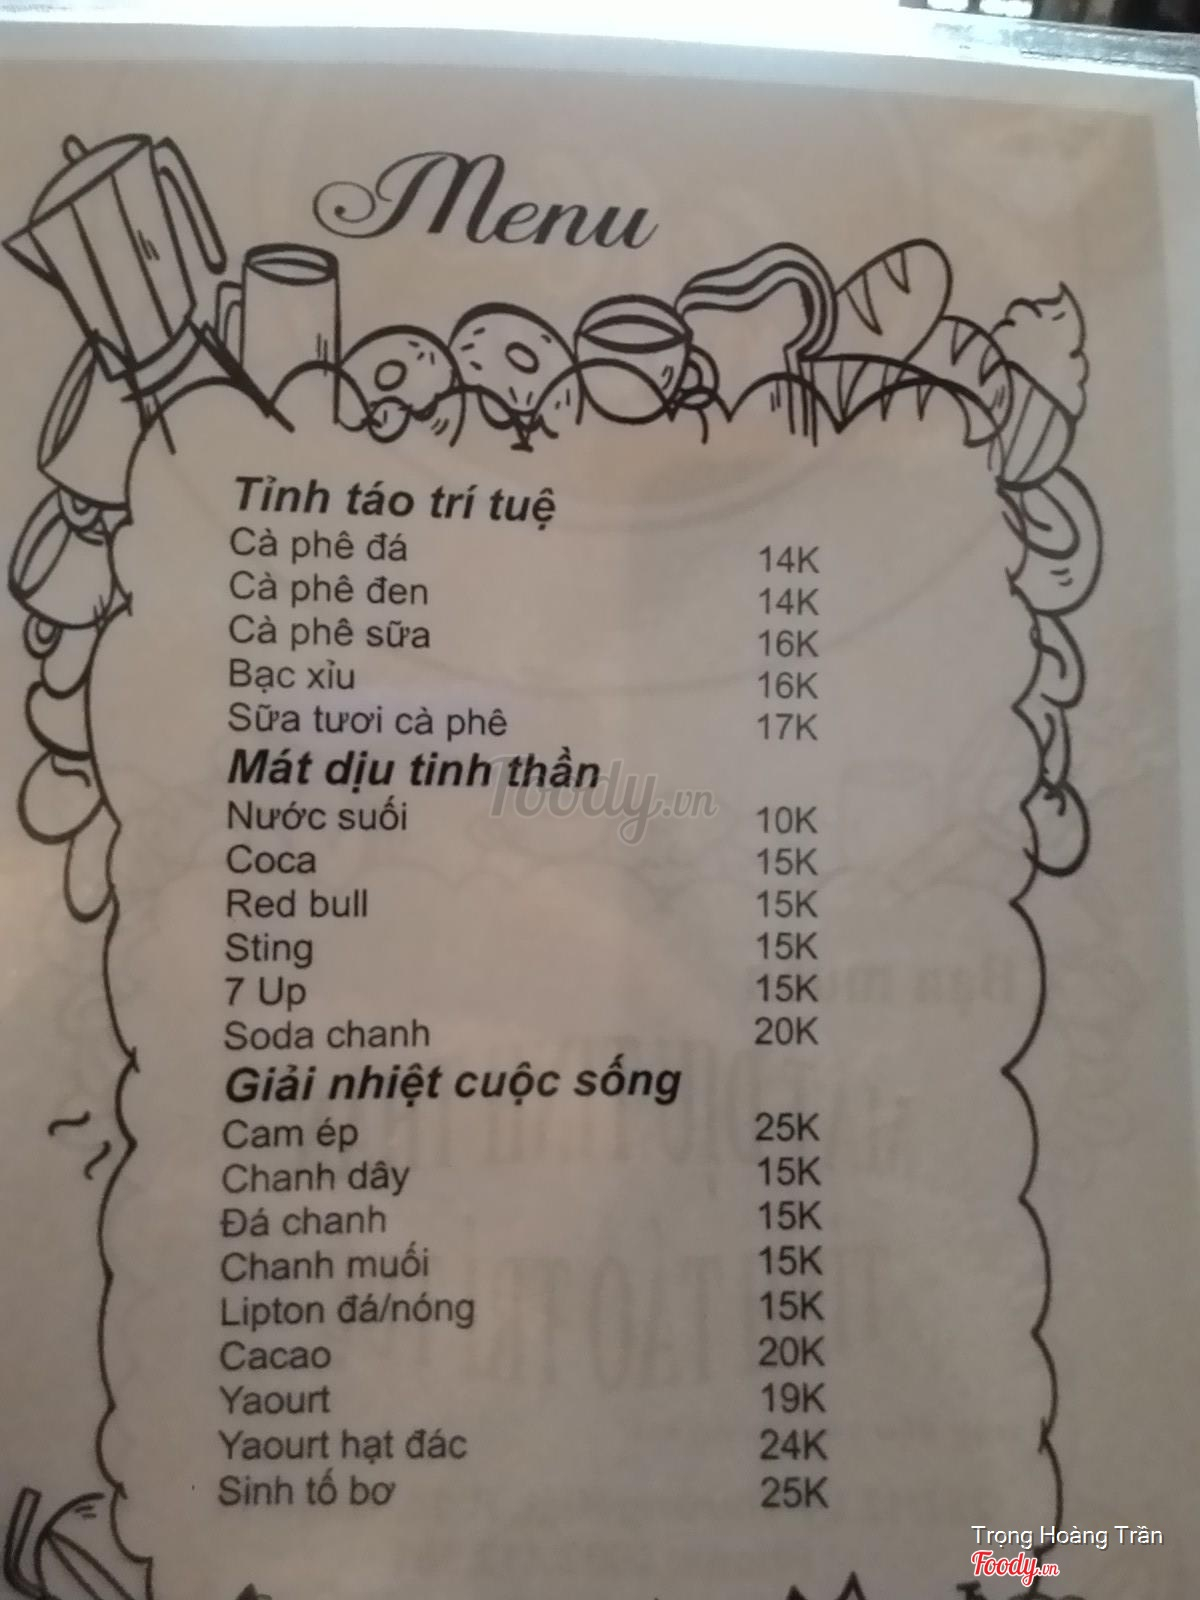 Menu
Tỉnh táo trí tuệ
Cà phê đá 14K
Cà phê đen 14K
Cà phê sữa 16K
Bạc xỉu 16K
Sữa tươi cà phê 17K
Mát dịu tinh thần
Foody.vn
Nước suối 10K
Coca 15K
Red bull 15K
Sting 15K
7 Up 15K
Soda chanh 20K
Giải nhiệt cuộc sống
Cam ép 25K
Chanh dây 15K
Đá chanh 15K
Chanh muối 15K
Lipton đá/nóng 15K
Cacao 20K
Yaourt 19K
Yaourt hạt đác 24K
Sinh tố bơ 25K
Trọng Hoàng Trần
Foody.vn